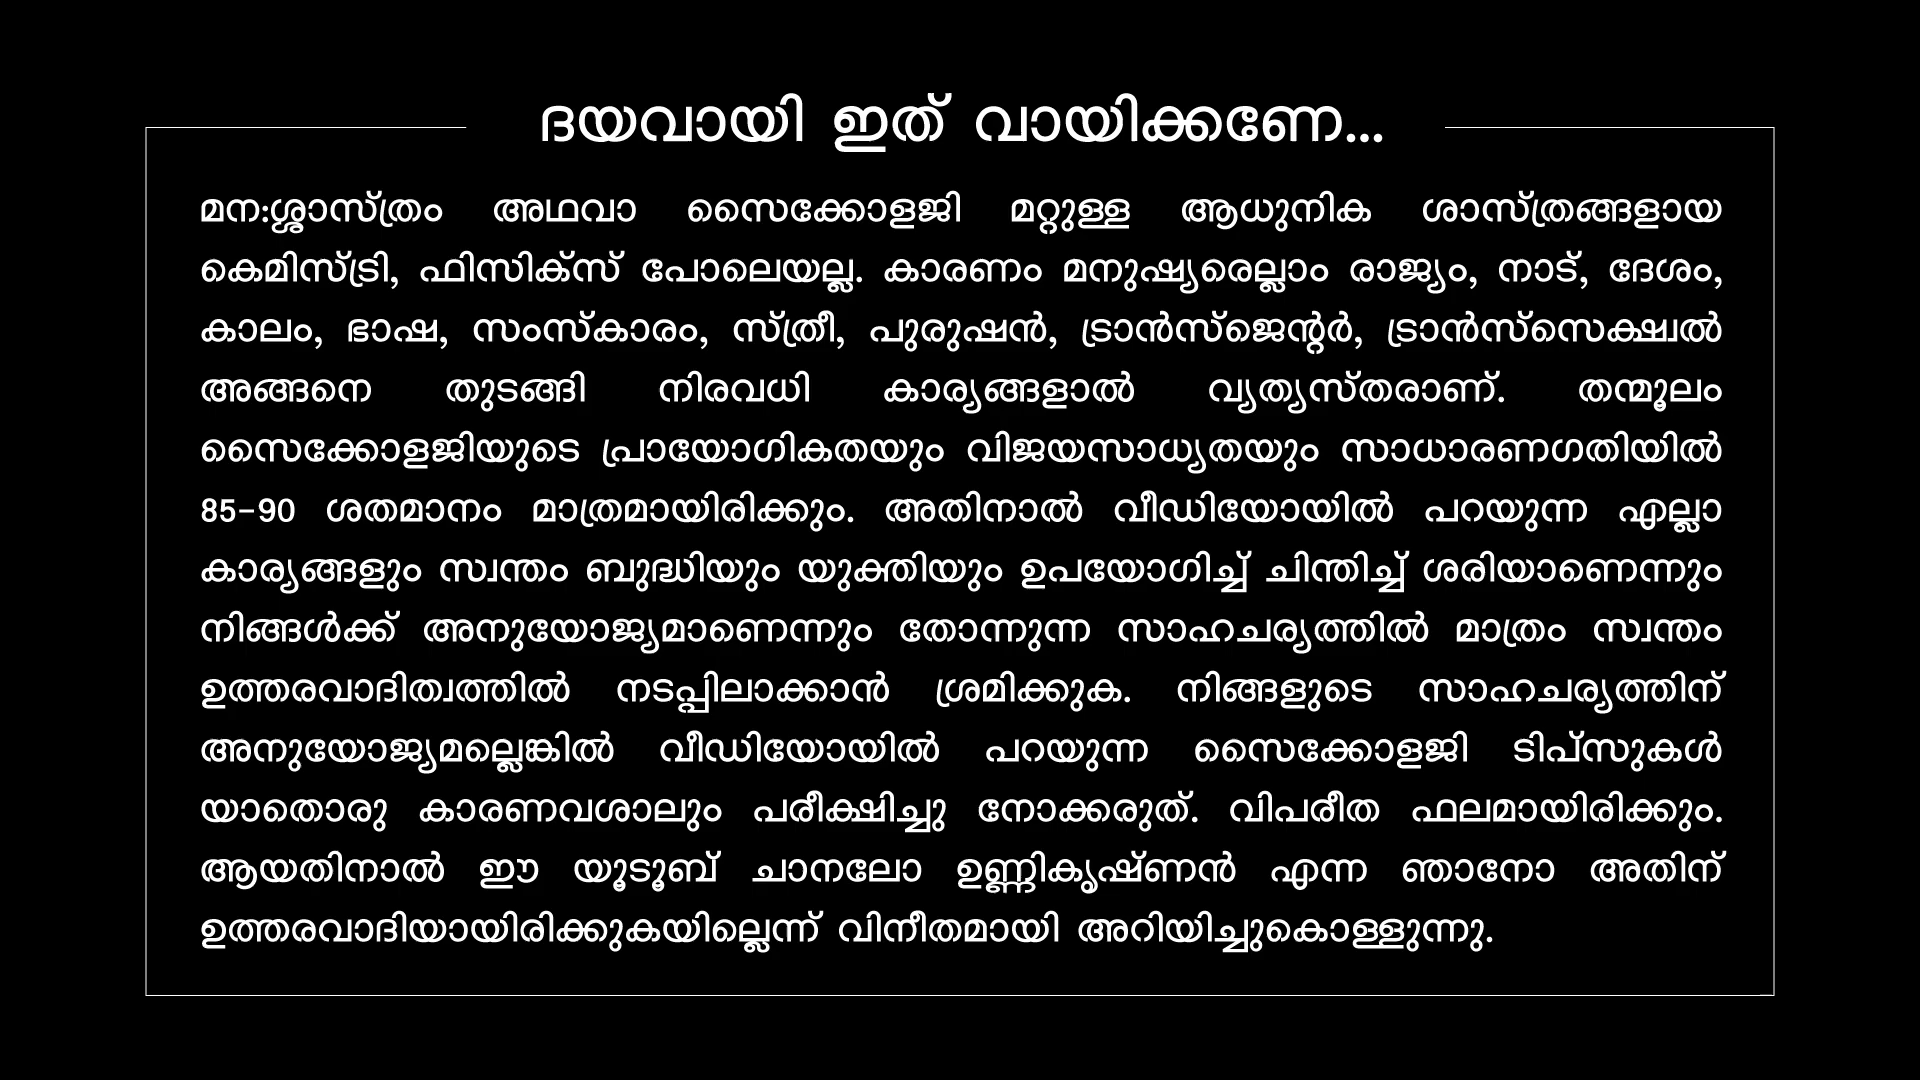 ദയവായി ഇത് വായിക്കണേ...
മന:ശ്ശാസ്ത്രം അഥവാ സൈക്കോളജി മറ്റുള്ള ആധുനിക ശാസ്ത്രങ്ങളായ
കെമിസ്ട്രി, ഫിസിക്സ് പോലെയല്ല. കാരണം മനുഷ്യരെല്ലാം രാജ്യം, നാട്, ദേശം,
കാലം, ഭാഷ, സംസ്കാരം, സ്ത്രീ, പുരുഷൻ, ട്രാൻസ്ജെന്റർ, ട്രാൻസ്സെക്ഷ്വൽ
അങ്ങനെ തുടങ്ങി നിരവധി കാര്യങ്ങളാൽ വ്യത്യസ്തരാണ്. തന്മൂലം
സൈക്കോളജിയുടെ പ്രായോഗികതയും വിജയസാധ്യതയും സാധാരണഗതിയിൽ
85-90 ശതമാനം മാത്രമായിരിക്കും. അതിനാൽ വീഡിയോയിൽ പറയുന്ന എല്ലാ
കാര്യങ്ങളും സ്വന്തം ബുദ്ധിയും യുക്തിയും ഉപയോഗിച്ച് ചിന്തിച്ച് ശരിയാണെന്നും
നിങ്ങൾക്ക് അനുയോജ്യമാണെന്നും തോന്നുന്ന സാഹചര്യത്തിൽ മാത്രം സ്വന്തം
ഉത്തരവാദിത്വത്തിൽ നടപ്പിലാക്കാൻ ശ്രമിക്കുക. നിങ്ങളുടെ സാഹചര്യത്തിന്
അനുയോജ്യമല്ലെങ്കിൽ വീഡിയോയിൽ പറയുന്ന സൈക്കോളജി ടിപ്സുകൾ
യാതൊരു കാരണവശാലും പരീക്ഷിച്ചു നോക്കരുത്. വിപരീത ഫലമായിരിക്കും.
ആയതിനാൽ ഈ യൂടൂബ് ചാനലോ ഉണ്ണികൃഷ്ണൻ എന്ന ഞാനോ അതിന്
ഉത്തരവാദിയായിരിക്കുകയില്ലെന്ന് വിനീതമായി അറിയിച്ചുകൊള്ളുന്നു.